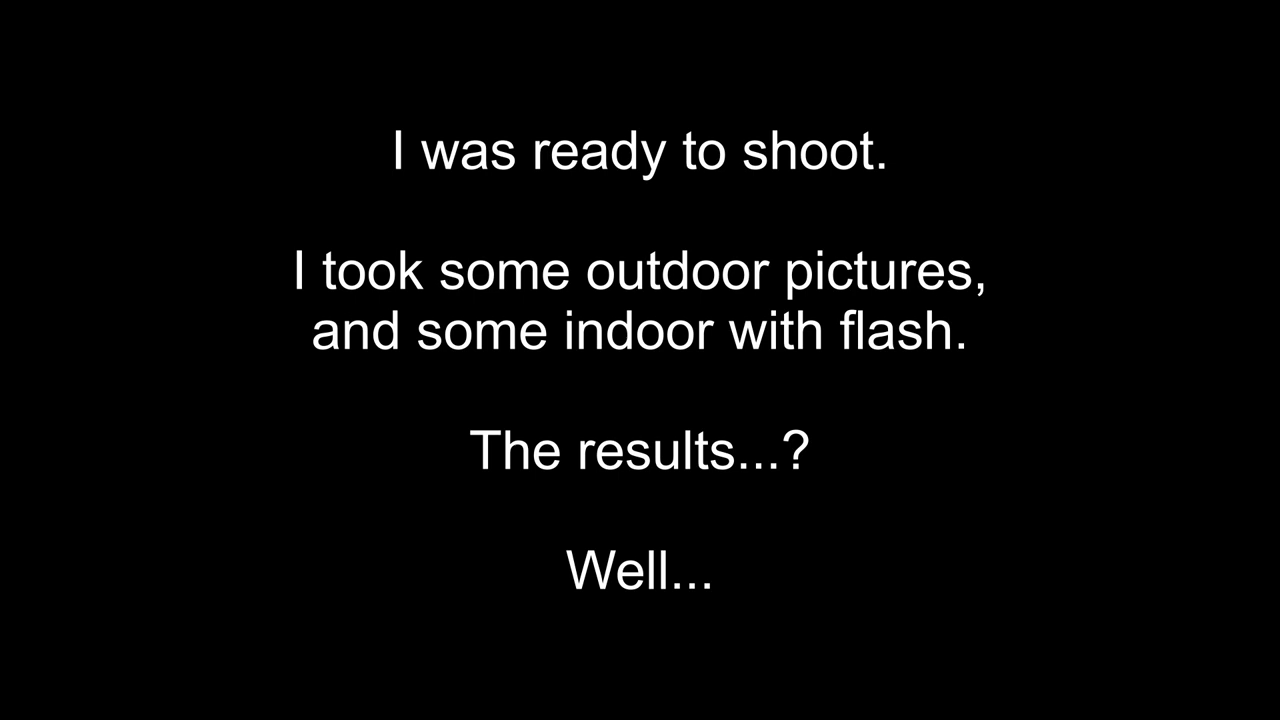 I was ready to shoot.
I took some outdoor pictures,
and some indoor with flash.
The results...?
Well...